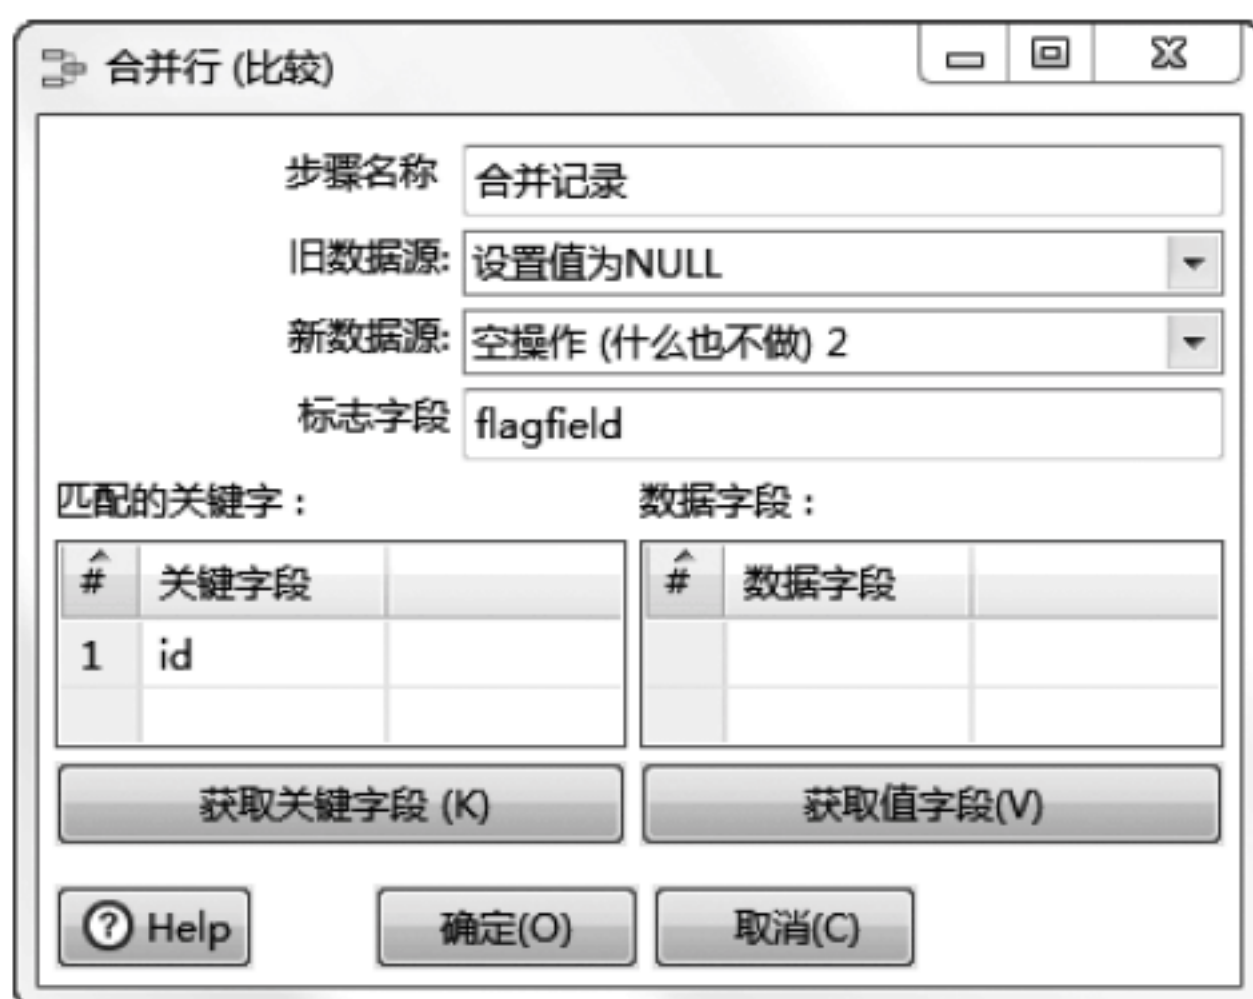 合并行 (比较)
步骤名称 合并记录
旧数据源: 设置值为NULL
新数据源: 空操作 (什么也不做) 2
标志字段 flagfield
匹配的关键字： 数据字段：
# 关键字段 # 数据字段
1 id
获取关键字段 (K) 获取值字段(V)
Help 确定(O) 取消(C)